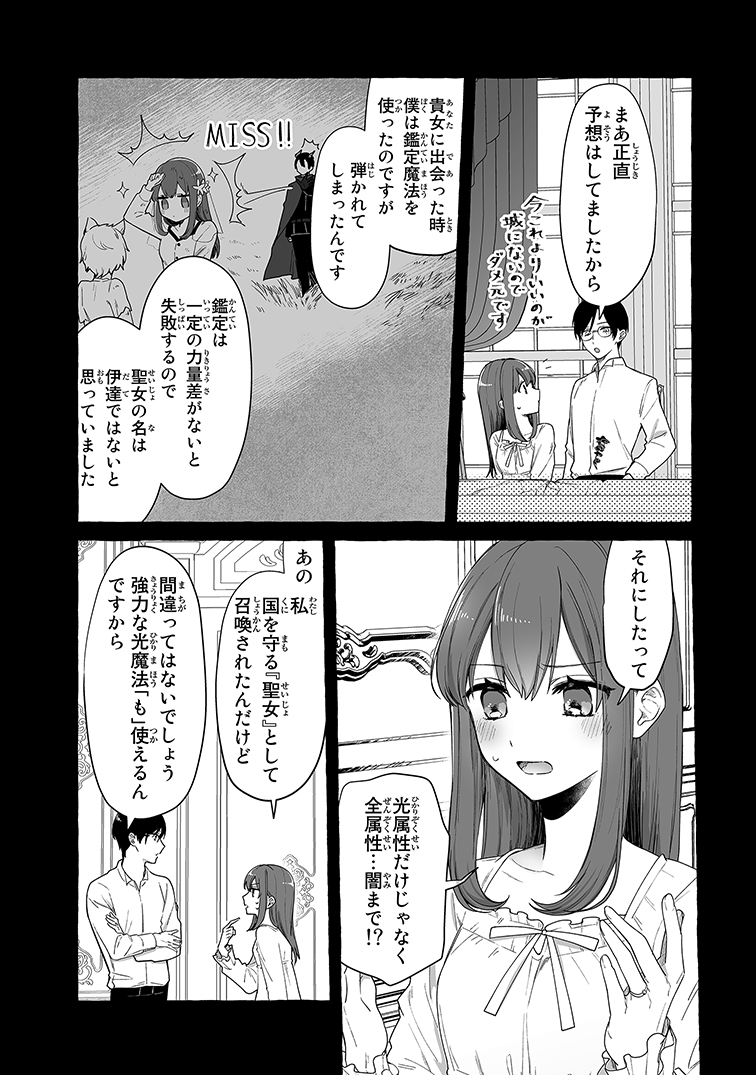 まあ正直
予想はしてましたから
今これよりいいのが
城にないので
ダメ元です
貴女に出会った時
僕は鑑定魔法を
使ったのですが
弾かれて
しまったんです
MISS!!
鑑定は
一定の力量差がないと
失敗するので
聖女の名は
伊達ではないと
思っていました
それにしたって
光属性だけじゃなく
全属性…闇まで!?
あの
私
国を守る『聖女』として
召喚されたんだけど
間違ってはないでしょう
強力な光魔法「も」使えるん
ですから